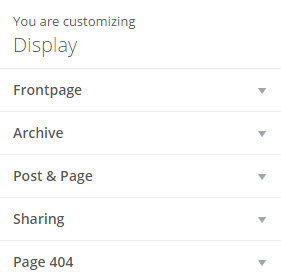 You are customizing
Display
Frontpage
Archive
Post & Page
Sharing
Page 404